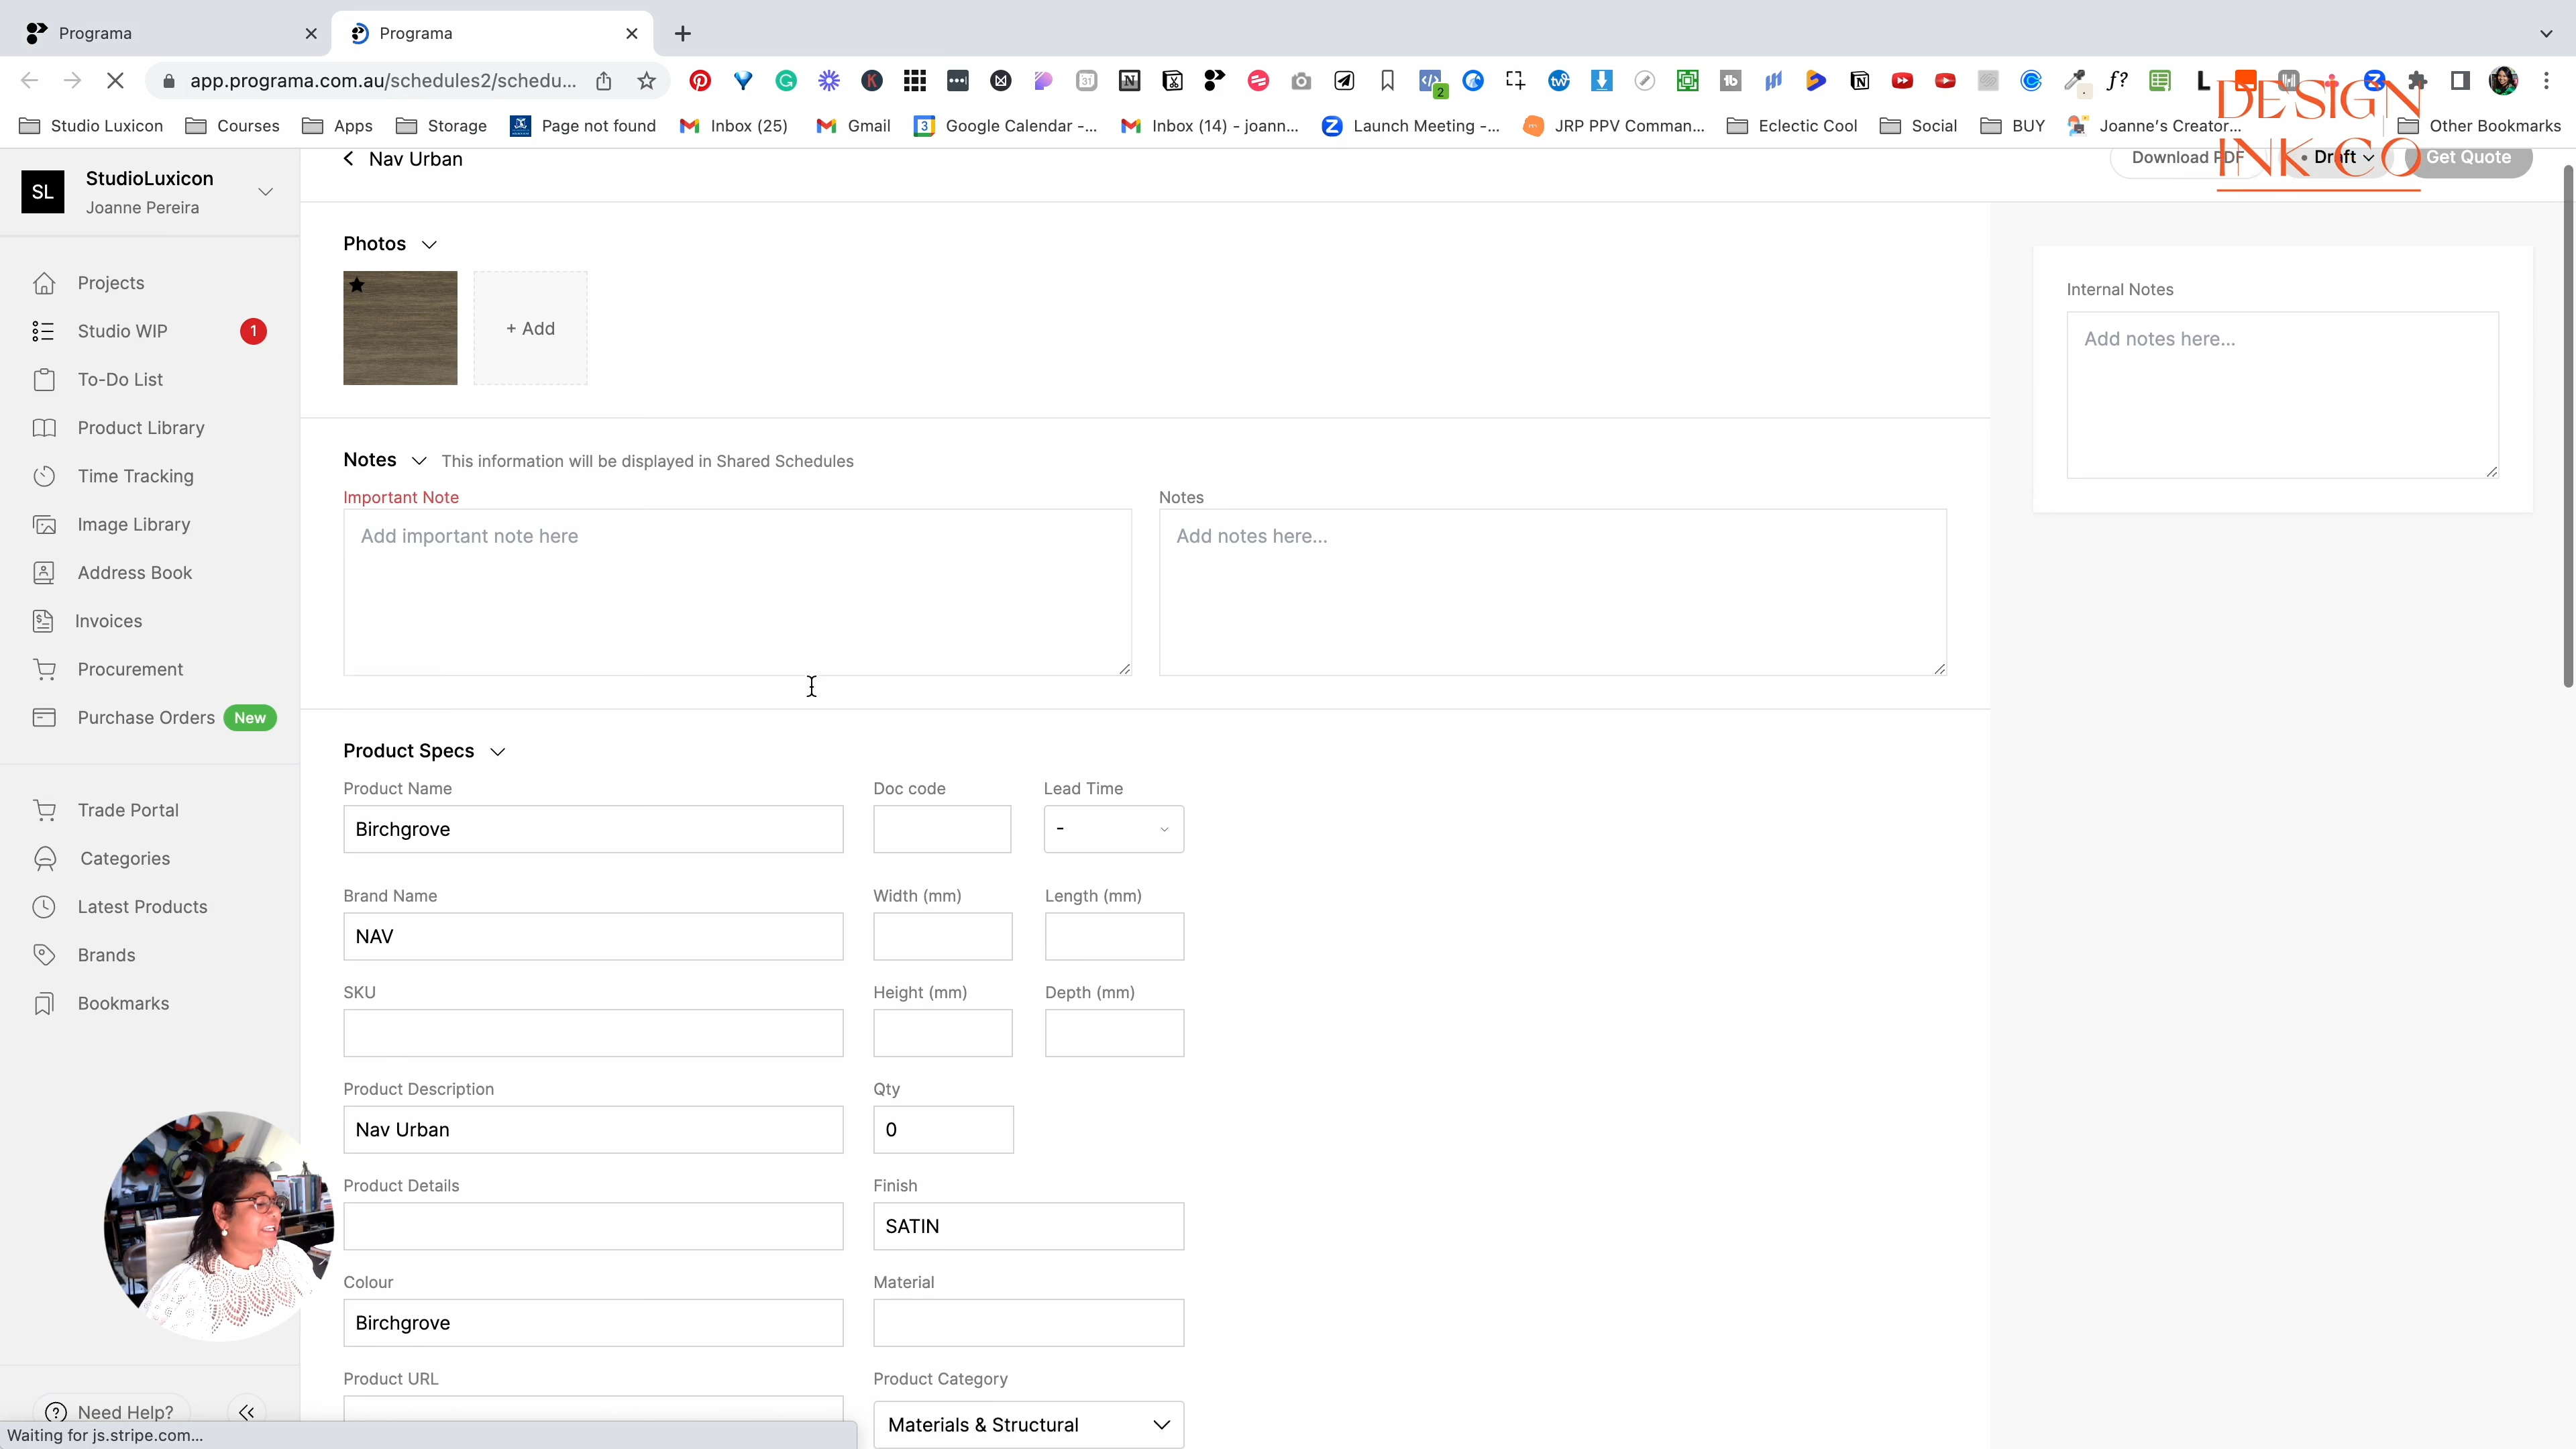 Programa
Programa
app.programa.com.au/schedules2/schedu...
Studio Luxicon
Courses
Apps
Storage
Page not found
Inbox (25)
Gmail
Google Calendar -...
Inbox (14) - joann...
Launch Meeting -...
JRP PPV Comman...
Eclectic Cool
Social
BUY
Joanne's Creator...
Other Bookmarks
DESIGN
INK CO
SL
StudioLuxicon
Joanne Pereira
Nav Urban
Download PDF
Draft
Get Quote
Projects
Studio WIP
1
To-Do List
Product Library
Time Tracking
Image Library
Address Book
Invoices
Procurement
Purchase Orders
New
Trade Portal
Categories
Latest Products
Brands
Bookmarks
Need Help?
Waiting for js.stripe.com...
Photos
+ Add
Notes
This information will be displayed in Shared Schedules
Important Note
Add important note here
Notes
Add notes here...
Internal Notes
Add notes here...
Product Specs
Product Name
Doc code
Lead Time
Birchgrove
-
Brand Name
Width (mm)
Length (mm)
NAV
SKU
Height (mm)
Depth (mm)
Product Description
Qty
Nav Urban
0
Product Details
Finish
SATIN
Colour
Material
Birchgrove
Product URL
Product Category
Materials & Structural